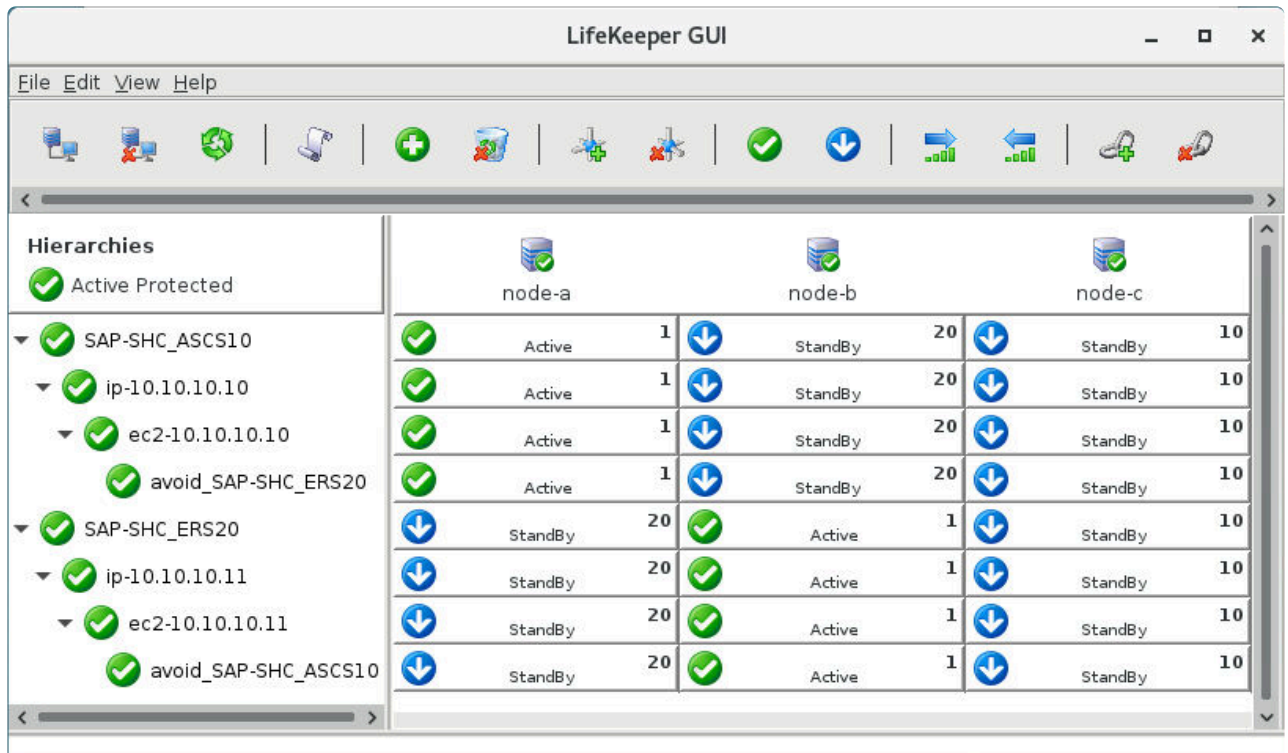 LifeKeeper GUI
File Edit View Help
Hierarchies
Active Protected
node-a node-b node-c
SAP-SHC_ASCS10 Active 1 StandBy 20 StandBy 10
ip-10.10.10.10 Active 1 StandBy 20 StandBy 10
ec2-10.10.10.10 Active 1 StandBy 20 StandBy 10
avoid_SAP-SHC_ERS20 Active 1 StandBy 20 StandBy 10
SAP-SHC_ERS20 StandBy 20 Active 1 StandBy 10
ip-10.10.10.11 StandBy 20 Active 1 StandBy 10
ec2-10.10.10.11 StandBy 20 Active 1 StandBy 10
avoid_SAP-SHC_ASCS10 StandBy 20 Active 1 StandBy 10